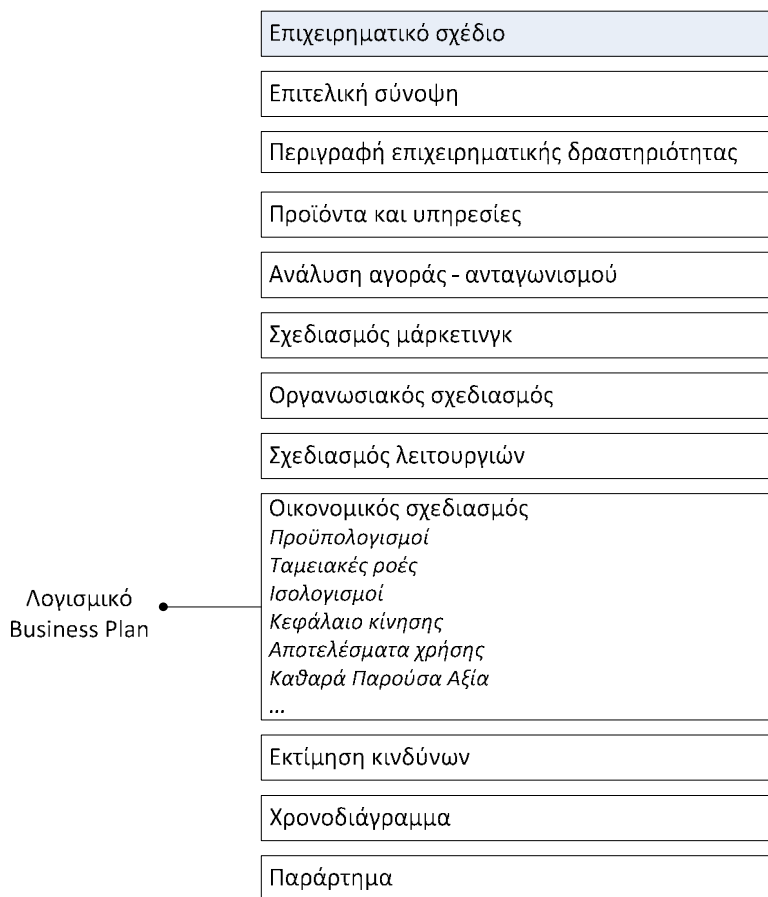 Επιχειρηματικό σχέδιο
Επιτελική σύνοψη
Περιγραφή επιχειρηματικής δραστηριότητας
Προϊόντα και υπηρεσίες
Ανάλυση αγοράς - ανταγωνισμού
Σχεδιασμός μάρκετινγκ
Οργανωσιακός σχεδιασμός
Σχεδιασμός λειτουργιών
Οικονομικός σχεδιασμός
Προϋπολογισμοί
Ταμειακές ροές
Ισολογισμοί
Κεφάλαιο κίνησης
Αποτελέσματα χρήσης
Καθαρά Παρούσα Αξία
...
Λογισμικό
Business Plan
Εκτίμηση κινδύνων
Χρονοδιάγραμμα
Παράρτημα